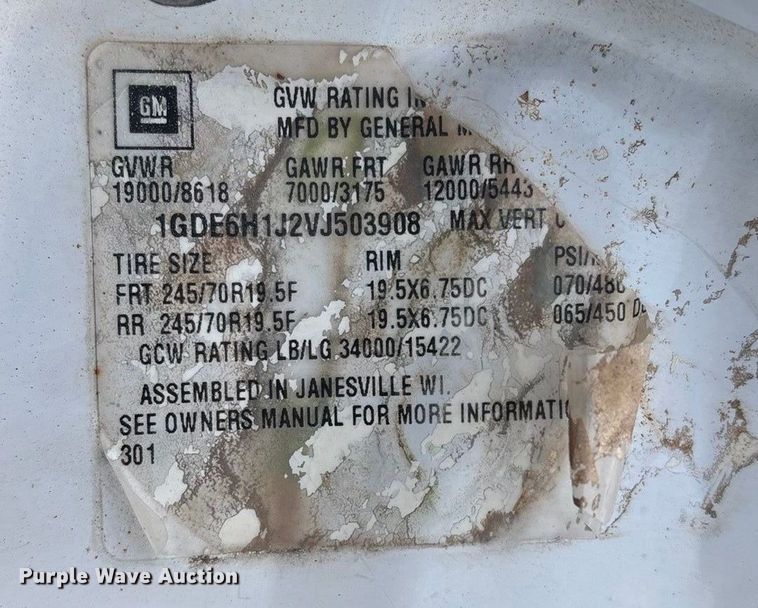 GM
GVW RATING
MFD BY GENERAL
GVWR GAWR FRT GAWR RR
19000/8618 7000/3175 12000/5443
1GDE6H1J2VJ503908 MAX VERT
TIRE SIZE RIM PSI/
FRT 245/70R19.5F 19.5X6.75DC 070/480
RR 245/70R19.5F 19.5X6.75DC 065/450
GCW RATING LB/LG 34000/15422
ASSEMBLED IN JANESVILLE WI.
SEE OWNERS MANUAL FOR MORE INFORMATI
301
Purple Wave Auction